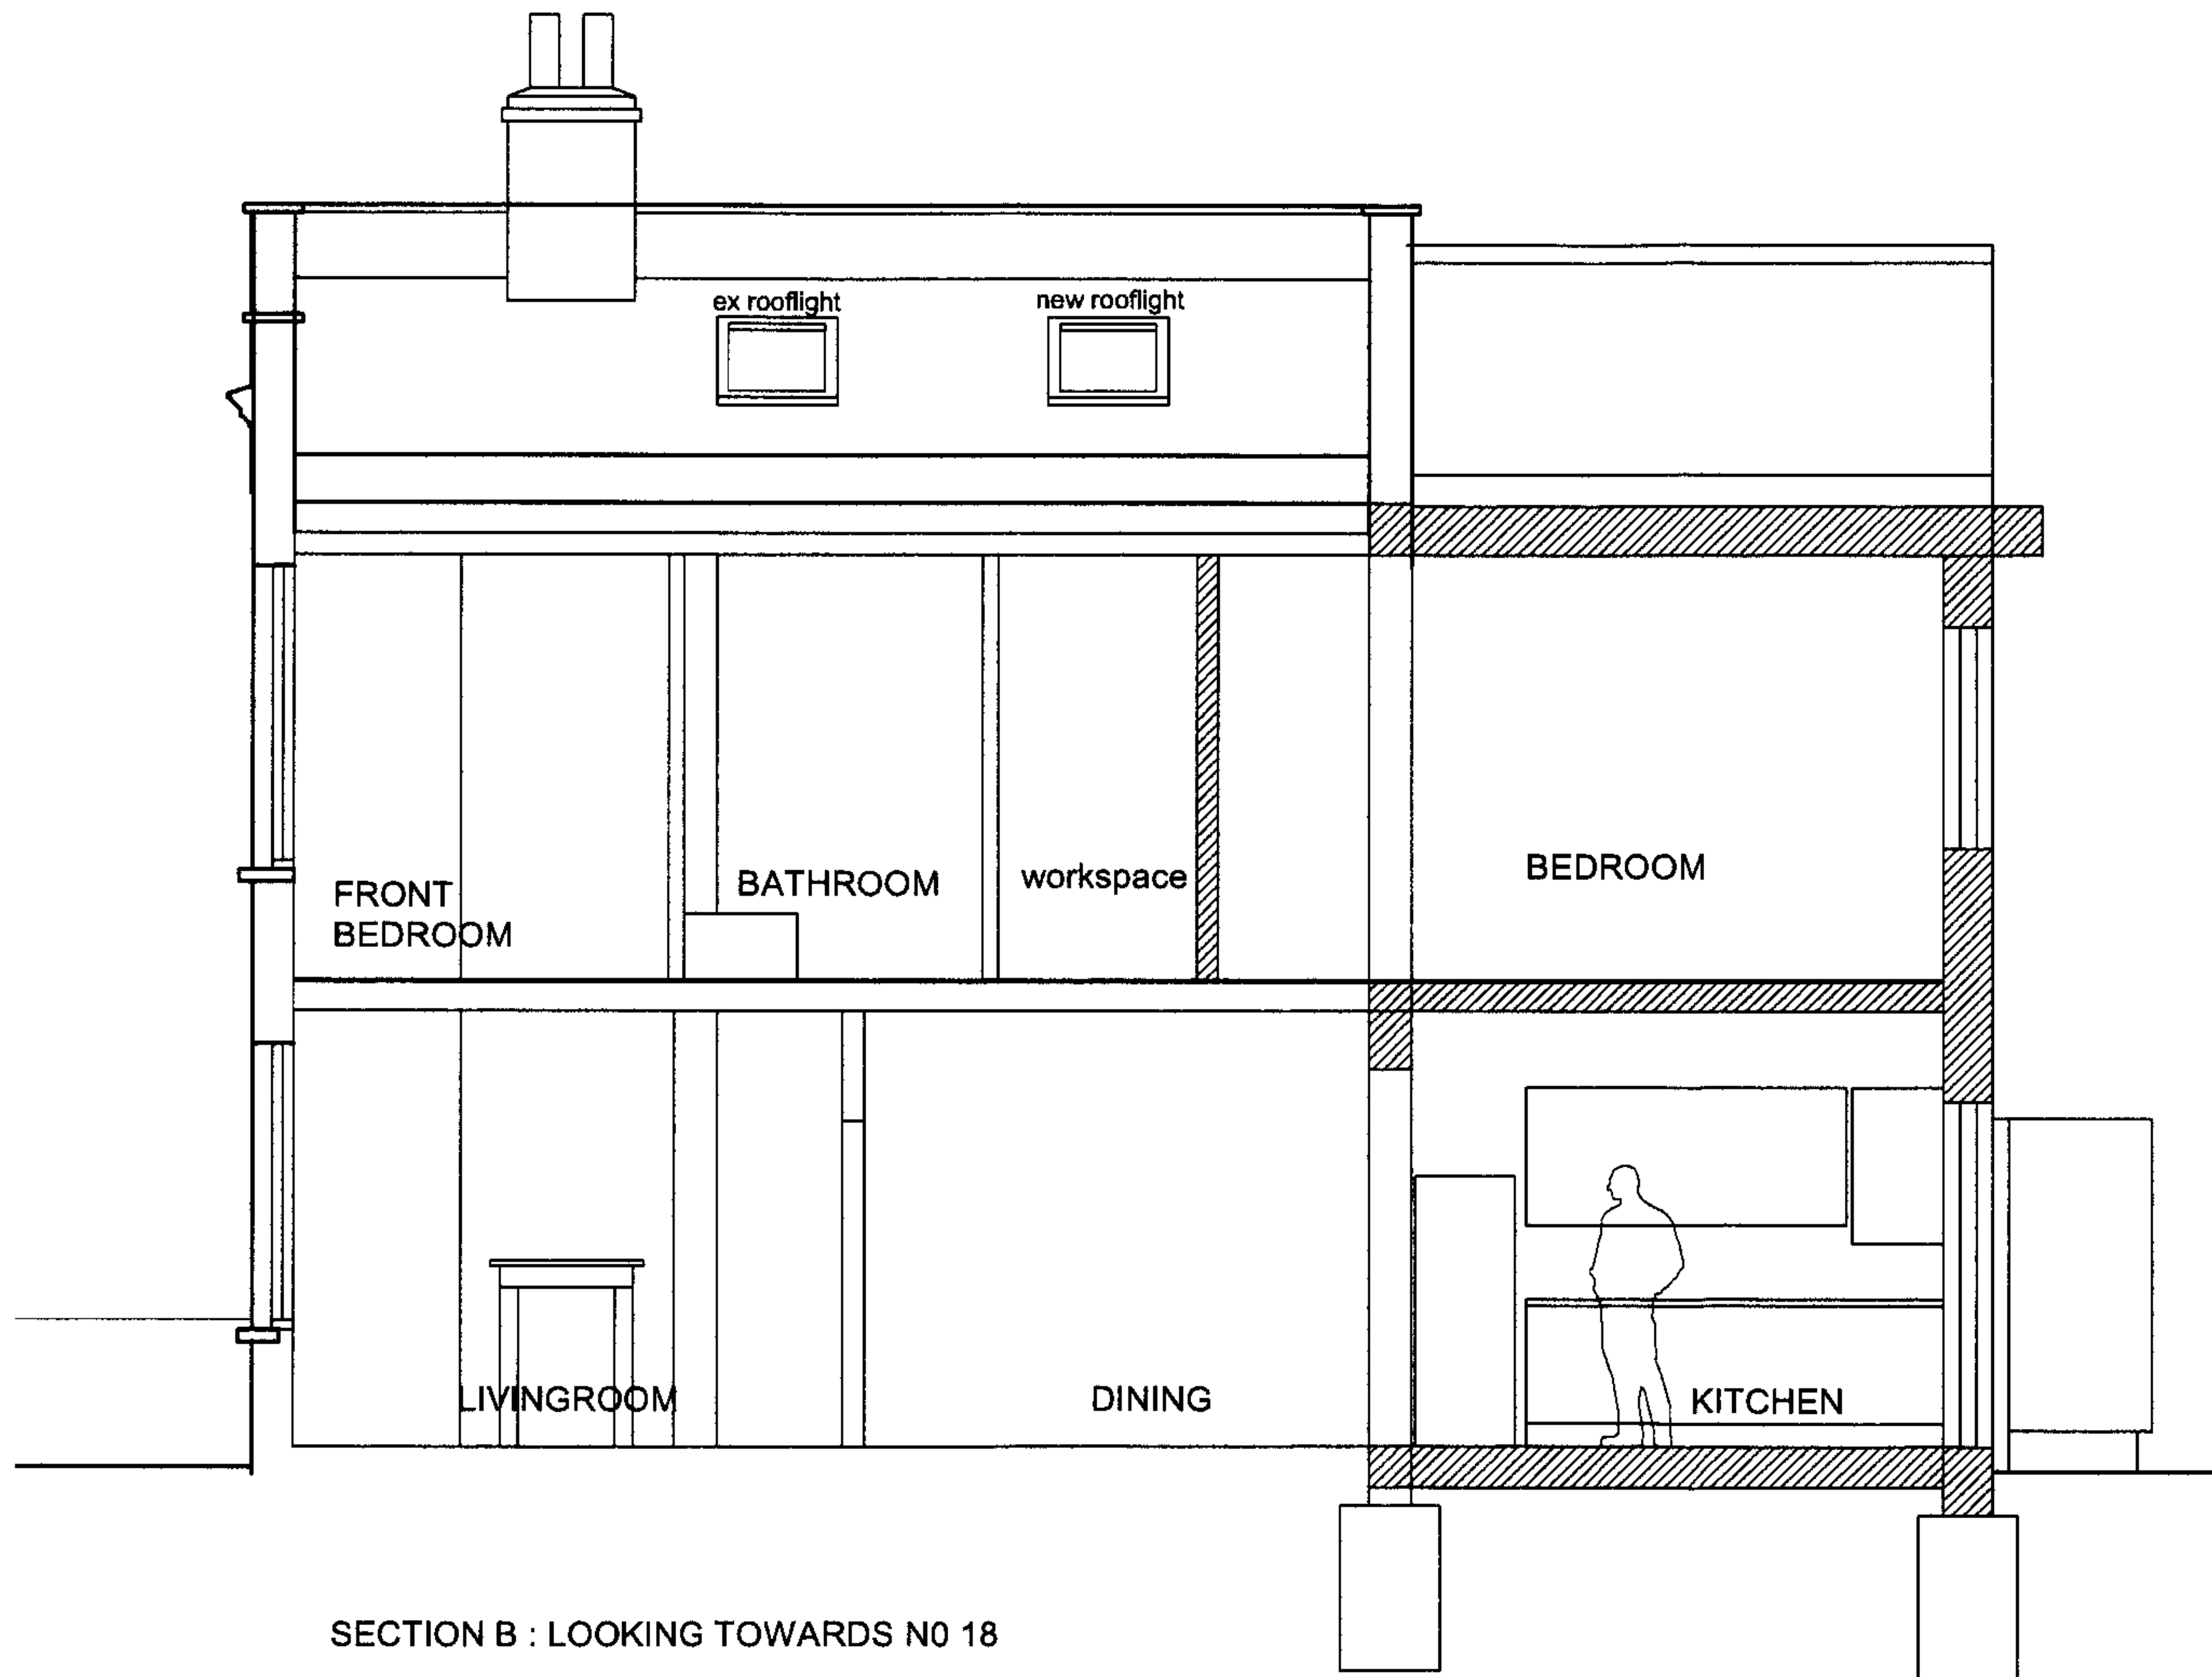 ex rooflight
new rooflight
FRONT
BEDROOM
BATHROOM
workspace
BEDROOM
LIVINGROOM
DINING
KITCHEN
SECTION B : LOOKING TOWARDS N0 18